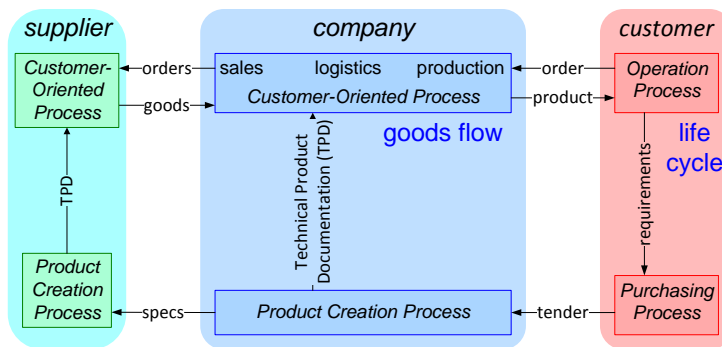 supplier
company
customer
Customer-
Oriented
Process
orders
goods
sales logistics production
Customer-Oriented Process
order
product
Operation
Process
goods flow
life
cycle
TPD
Technical Product
Documentation (TPD)
requirements
Product
Creation
Process
specs
Product Creation Process
tender
Purchasing
Process